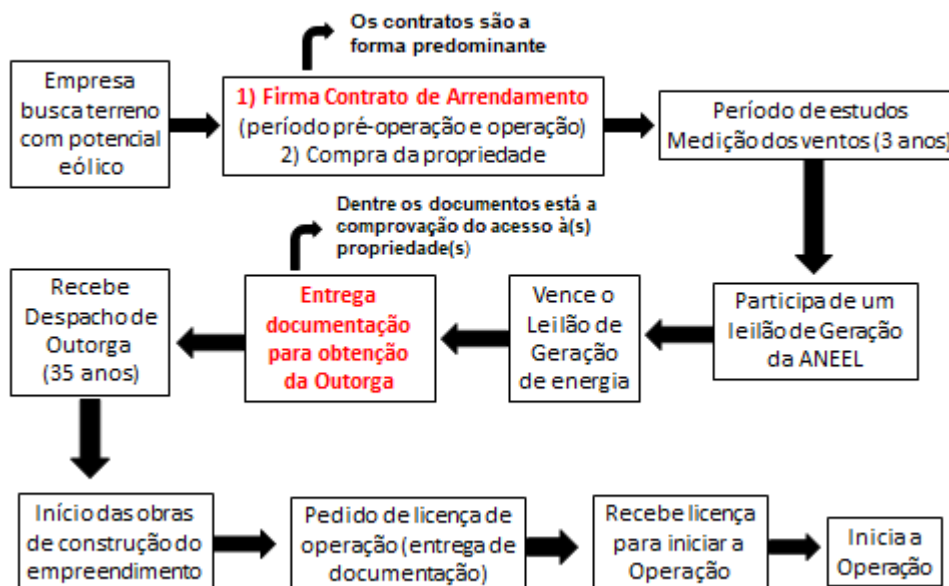 Os contratos são a
forma predominante
Empresa
busca terreno
com potencial
eólico
1) Firma Contrato de Arrendamento
(período pré-operação e operação)
2) Compra da propriedade
Período de estudos
Medição dos ventos (3 anos)
Dentre os documentos está a
comprovação do acesso à(s)
propriedade(s)
Participa de um
leilão de Geração
da ANEEL
Vence o
Leilão de
Geração
de energia
Entrega
documentação
para obtenção
da Outorga
Recebe
Despacho de
Outorga
(35 anos)
Início das obras
de construção do
empreendimento
Pedido de licença de
operação (entrega de
documentação)
Recebe licença
para iniciar a
Operação
Inicia a
Operação